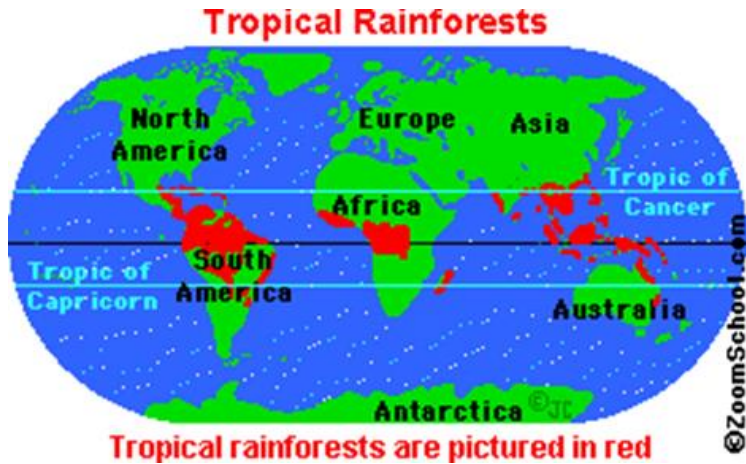 Tropical Rainforests
North
America
Europe
Asia
Africa
Tropic of
Cancer
South
America
Tropic of
Capricorn
Australia
Antarctica
©JC
©ZoomSchool.com
Tropical rainforests are pictured in red